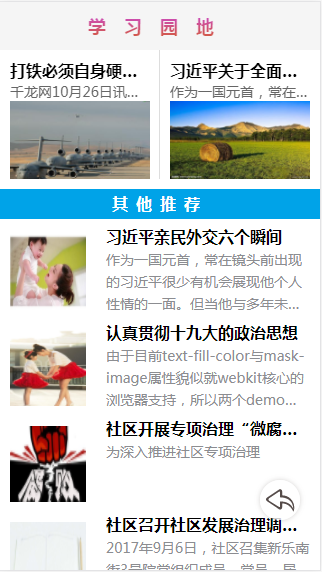 学 习 园 地
打铁必须自身硬...
千龙网10月26日讯...
习近平关于全面...
作为一国元首，常在...
其 他 推 荐
习近平亲民外交六个瞬间
作为一国元首，常在镜头前出现
的习近平很少有机会展现他个人
性情的一面。但当他与多年未...
认真贯彻十九大的政治思想
由于目前text-fill-color与mask-
image属性貌似就webkit核心的
浏览器支持，所以两个demo...
社区开展专项治理“微腐...
为深入推进社区专项治理
社区召开社区发展治理调...
2017年9月6日，社区召集新乐南
街3号院党组织成员、党员、居